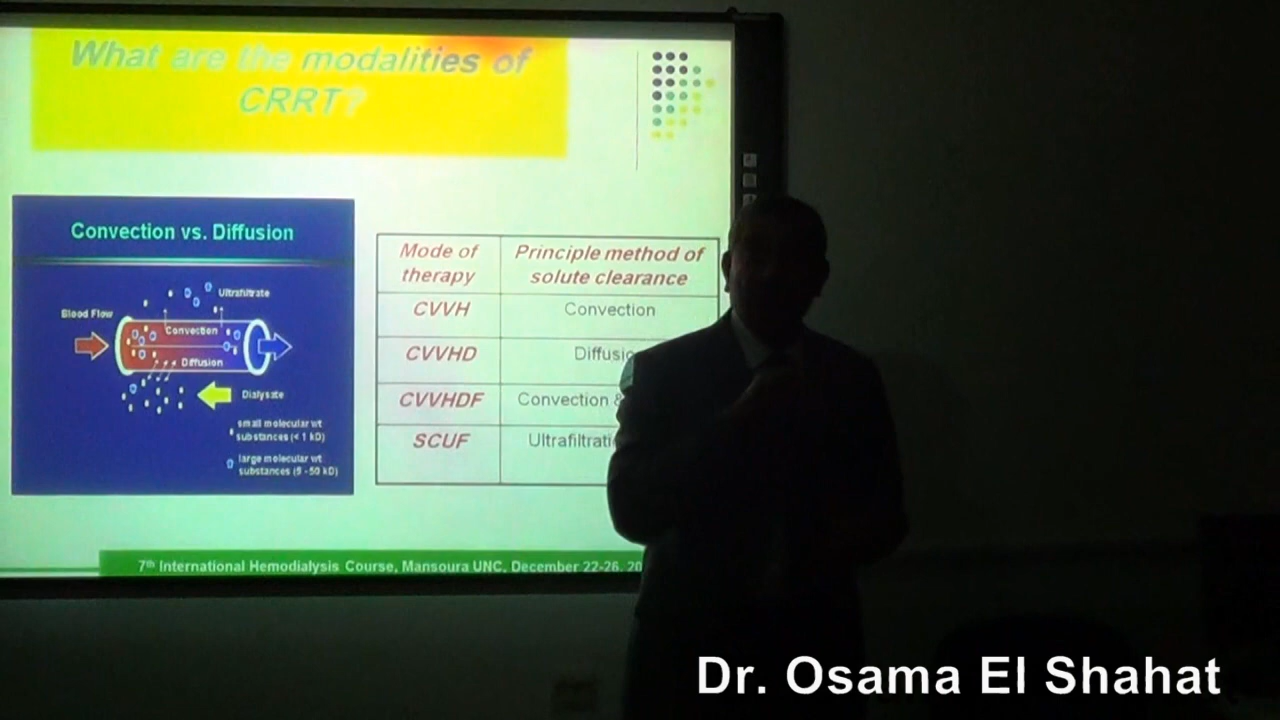 What are the modalities of
CRRT?
Convection vs. Diffusion
Ultrafiltrate
Blood Flow
Convection
Diffusion
Dialysate
small molecular wt
substances (< 1 kD)
large molecular wt
substances (5 - 50 kD)
Mode of
therapy
Principle method of
solute clearance
CVVH
Convection
CVVHD
CVVHDF
Convection &
SCUF
7th International Hemodialysis Course, Mansoura UNC, December 22-26, 20
Dr. Osama El Shahat